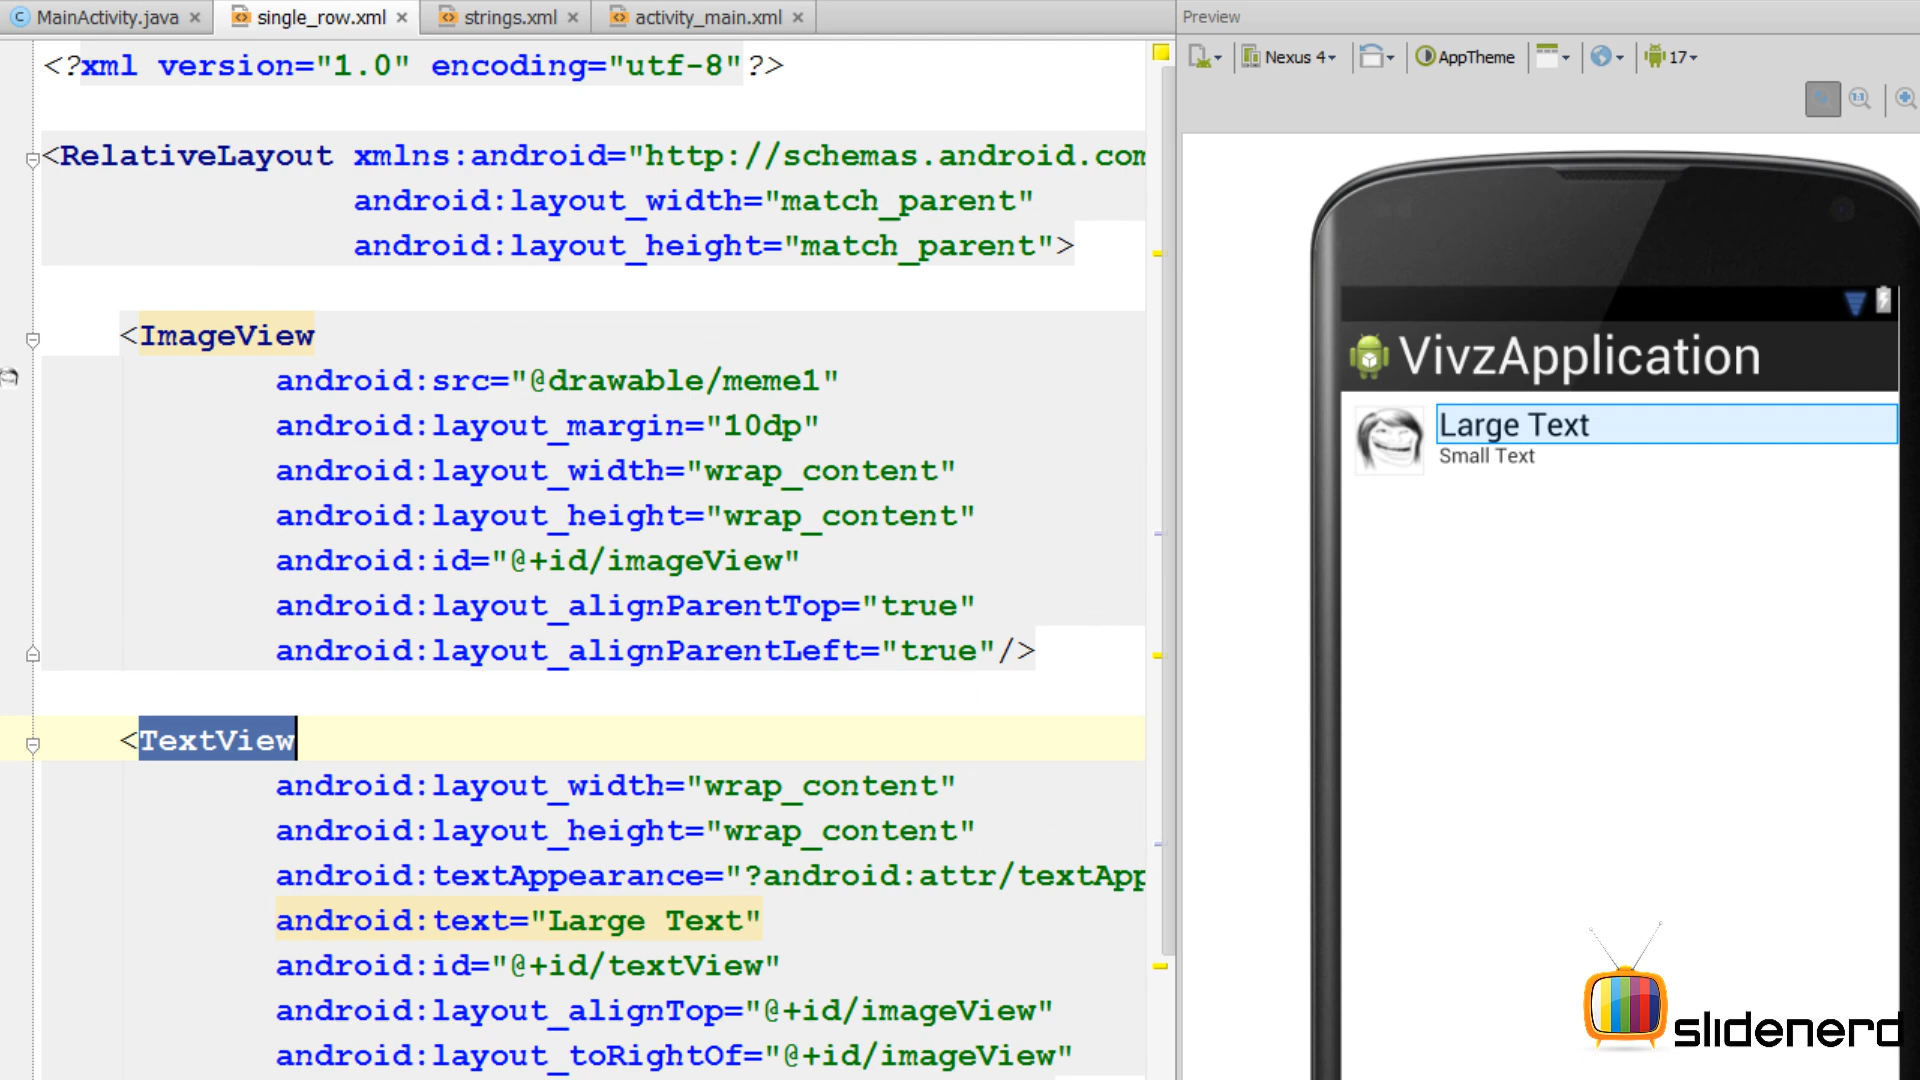 MainActivity.java
single_row.xml
strings.xml
activity_main.xml
Preview
Nexus 4
AppTheme
17
<?xml version="1.0" encoding="utf-8"?>
<RelativeLayout xmlns:android="http://schemas.android.com
android:layout_width="match_parent"
android:layout_height="match_parent">
<ImageView
android:src="@drawable/meme1"
android:layout_margin="10dp"
android:layout_width="wrap_content"
android:layout_height="wrap_content"
android:id="@+id/imageView"
android:layout_alignParentTop="true"
android:layout_alignParentLeft="true"/>
<TextView
android:layout_width="wrap_content"
android:layout_height="wrap_content"
android:textAppearance="?android:attr/textApp
android:text="Large Text"
android:id="@+id/textView"
android:layout_alignTop="@+id/imageView"
android:layout_toRightOf="@+id/imageView"
VivzApplication
Large Text
Small Text
slidenerd